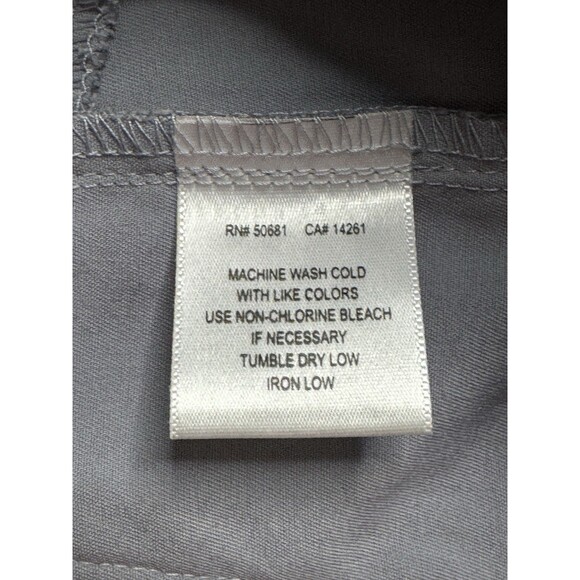 RN# 50681 CA# 14261
MACHINE WASH COLD
WITH LIKE COLORS
USE NON-CHLORINE BLEACH
IF NECESSARY
TUMBLE DRY LOW
IRON LOW